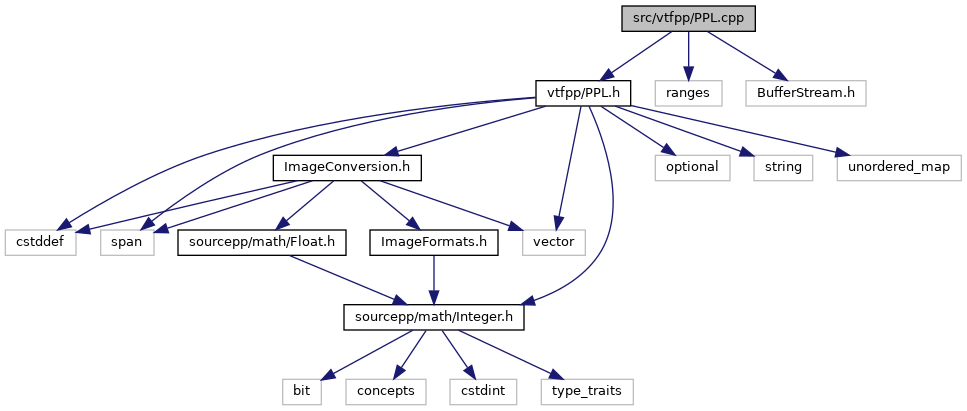 src/vtfpp/PPL.cpp
vtfpp/PPL.h
ranges
BufferStream.h
ImageConversion.h
optional
string
unordered_map
cstddef
span
sourcepp/math/Float.h
ImageFormats.h
vector
sourcepp/math/Integer.h
bit
concepts
cstdint
type_traits